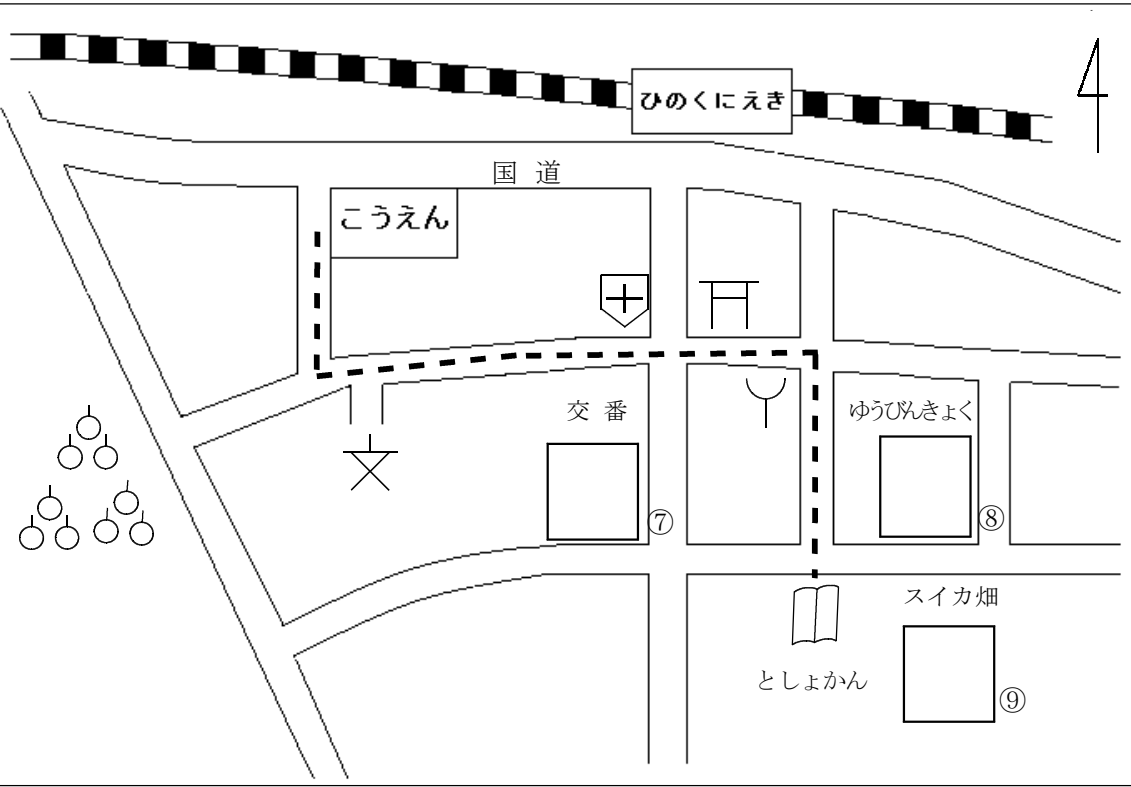 ひのくにえき
国道
こうえん
交番
ゆうびんきょく
⑦
⑧
スイカ畑
としょかん
⑨